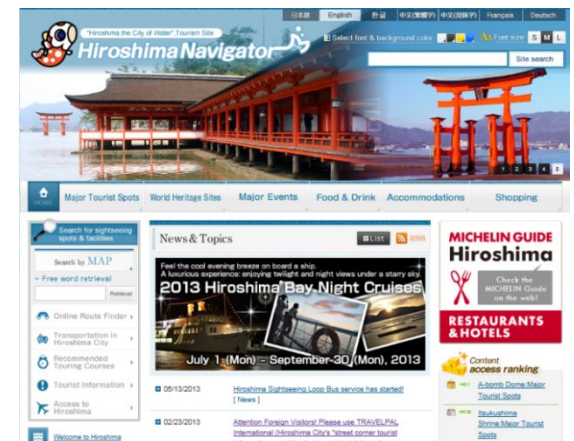 日本語 English 한글 中文(繁體字) 中文(简体字) Français Deutsch
"Hiroshima, the City of Water" Tourism Site
Hiroshima Navigator
Select font & background color
Font size S M L
Site search
1 2 3 4 5
HOME
Major Tourist Spots
World Heritage Sites
Major Events
Food & Drink
Accommodations
Shopping
Search for sightseeing
spots & facilities
Search by MAP
Free word retrieval
Retrieval
Online Route Finder
Transportation in
Hiroshima City
Recommended
Touring Courses
Tourist Information
Access to
Hiroshima
Welcome to Hiroshima
News & Topics
List
RSS
Feel the cool evening breeze on board a ship.
A luxurious experience: enjoying twilight and night views under a starry sky.
2013 Hiroshima Bay Night Cruises
July 1 (Mon) - September 30 (Mon), 2013
05/13/2013
Hiroshima Sightseeing Loop Bus service has started!
[ News ]
02/23/2013
Attention Foreign Visitors! Please use TRAVELPAL
International (Hiroshima City's "street corner tourist
MICHELIN GUIDE
Hiroshima
Check the
MICHELIN Guide
on the web!
RESTAURANTS
& HOTELS
Content
access ranking
A-bomb Dome:Major
Tourist Spots
Itsukushima
Shrine:Major Tourist
Spots